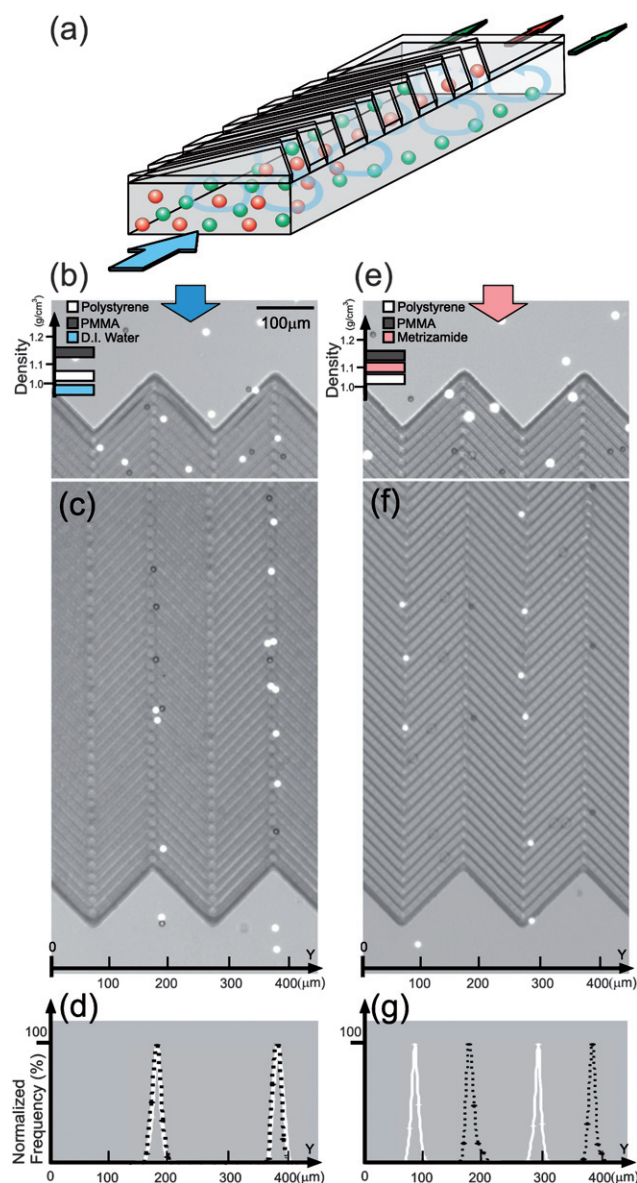 (a)
(b)
Polystyrene
PMMA
D.I. Water
100μm
Density
(g/cm³)
1.2
1.1
1.0
(e)
Polystyrene
PMMA
Metrizamide
Density
(g/cm³)
1.2
1.1
1.0
(c)
(f)
0
100
200
300
400(μm)
Y
0
100
200
300
400(μm)
Y
(d)
100
Normalized
Frequency (%)
0
100
200
300
400(μm)
Y
(g)
100
0
100
200
300
400(μm)
Y